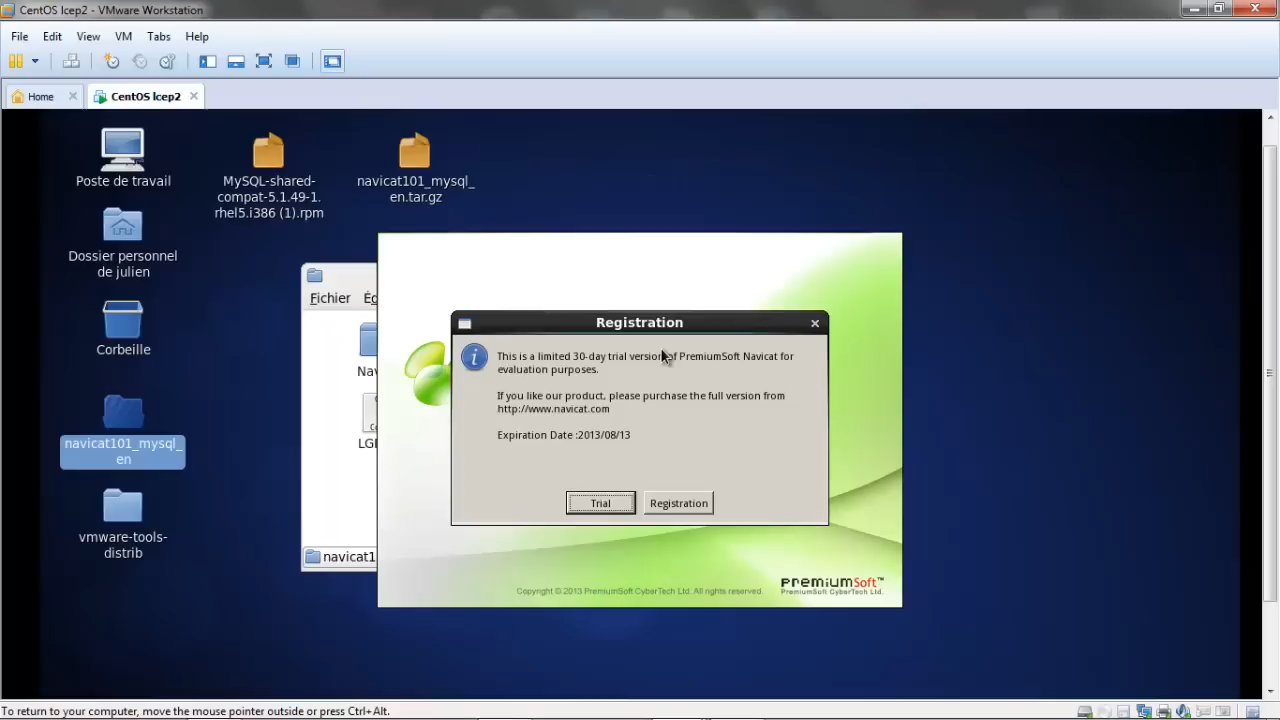 CentOS lcep2 - VMware Workstation
File Edit View VM Tabs Help
Home
CentOS lcep2
Poste de travail
MySQL-shared-
compat-5.1.49-1.
rhel5.i386 (1).rpm
navicat101_mysql_
en.tar.gz
Dossier personnel
de julien
Corbeille
navicat101_mysql_
en
vmware-tools-
distrib
Fichier
Nav
LGP
navicat1
Registration
This is a limited 30-day trial version of PremiumSoft Navicat for
evaluation purposes.
If you like our product, please purchase the full version from
http://www.navicat.com
Expiration Date :2013/08/13
Trial
Registration
PremiumSoft™
PremiumSoft CyberTech Ltd.
Copyright © 2013 PremiumSoft CyberTech Ltd. All rights reserved.
To return to your computer, move the mouse pointer outside or press Ctrl+Alt.